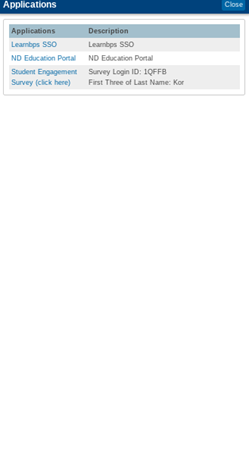 Applications Close
Applications Description
Learnbps SSO Learnbps SSO
ND Education Portal ND Education Portal
Student Engagement Survey Login ID: 1QFFB
Survey (click here) First Three of Last Name: Kor